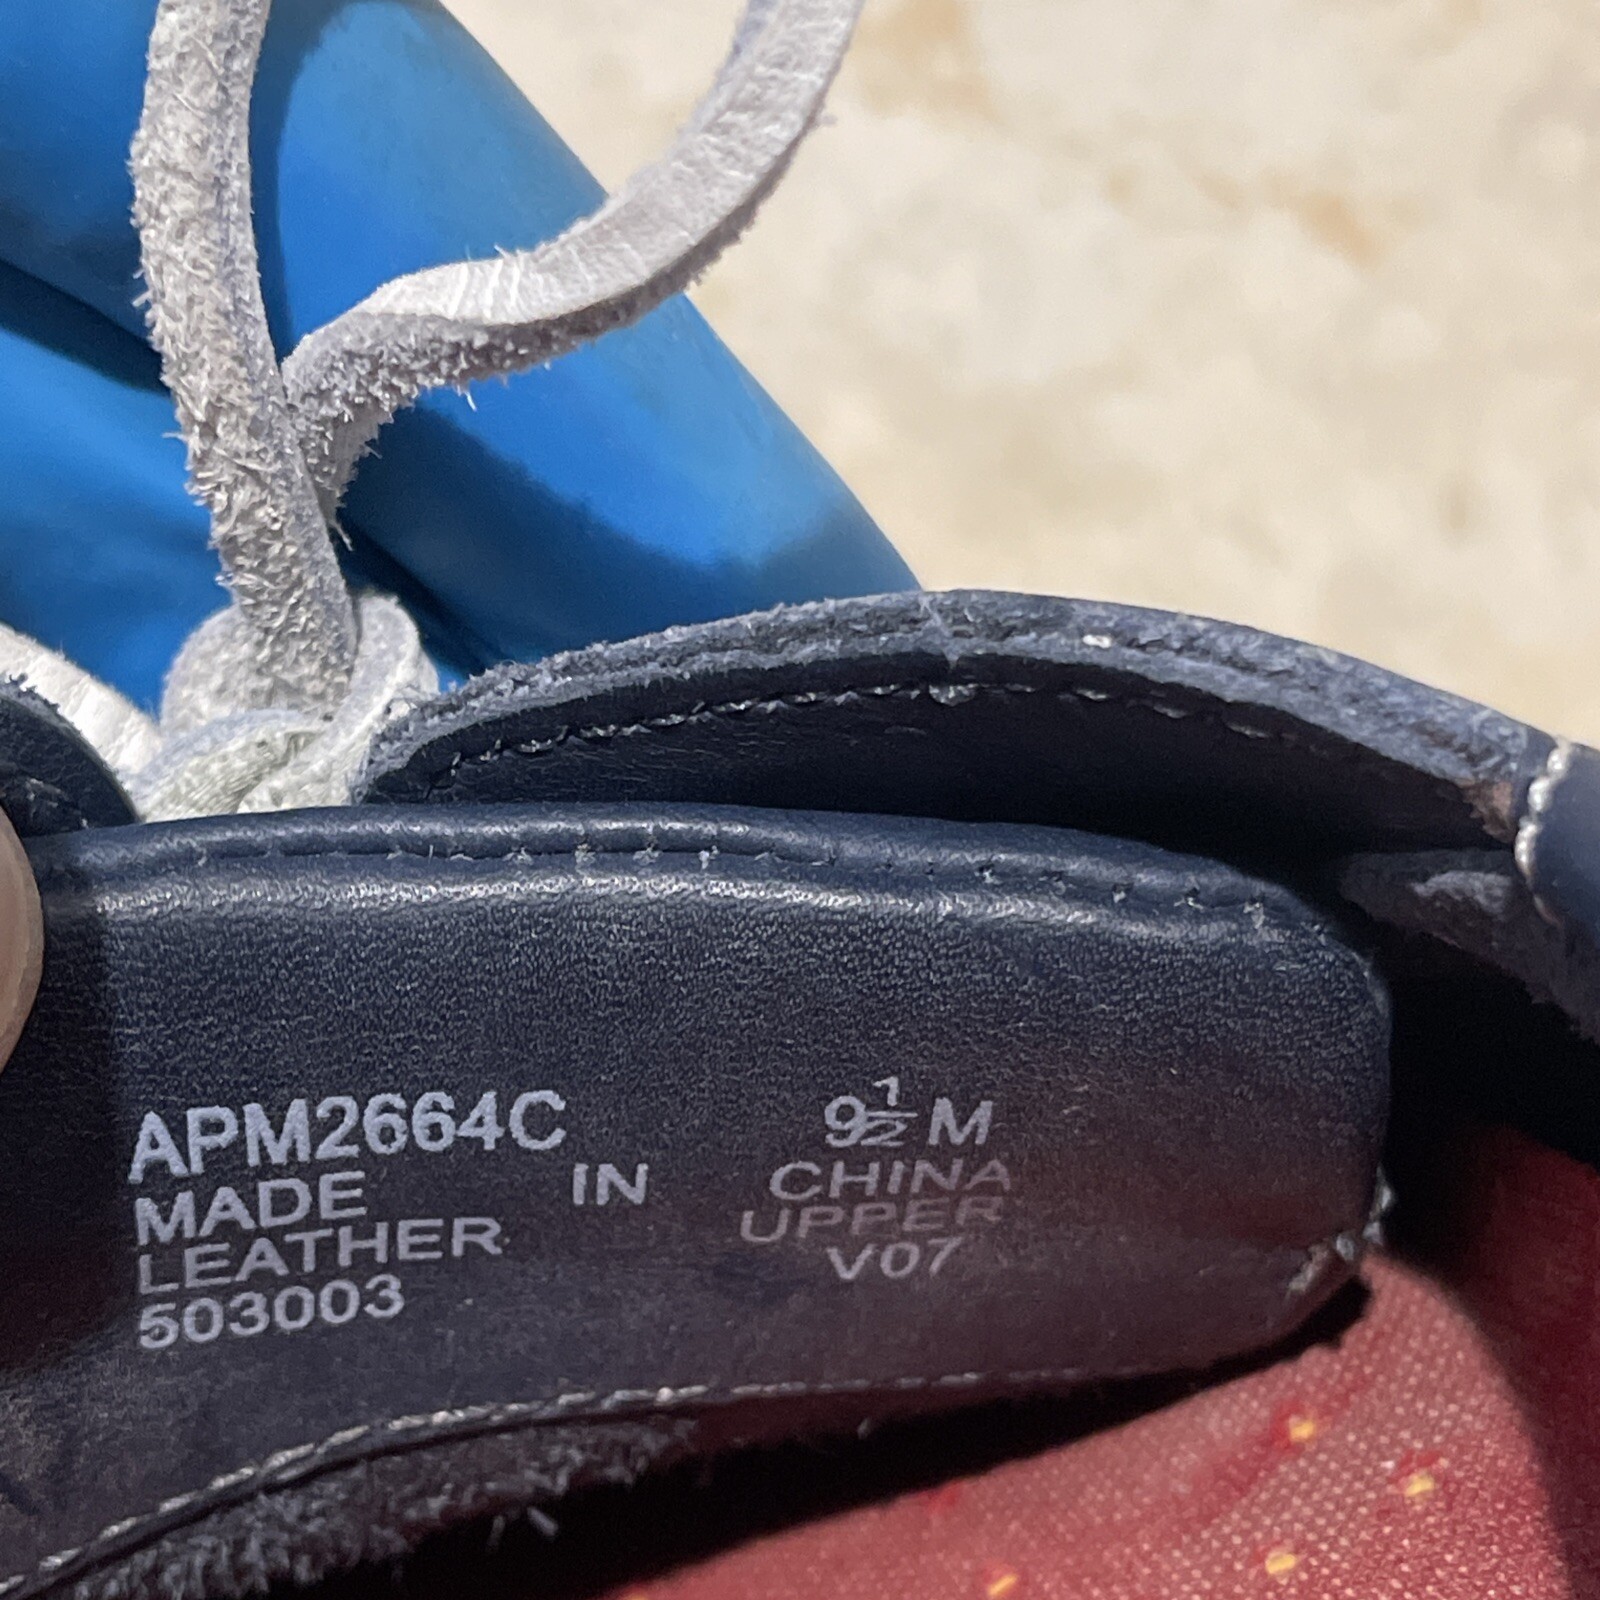 APM2664C 9½ M
MADE IN CHINA
LEATHER UPPER
503003 V07